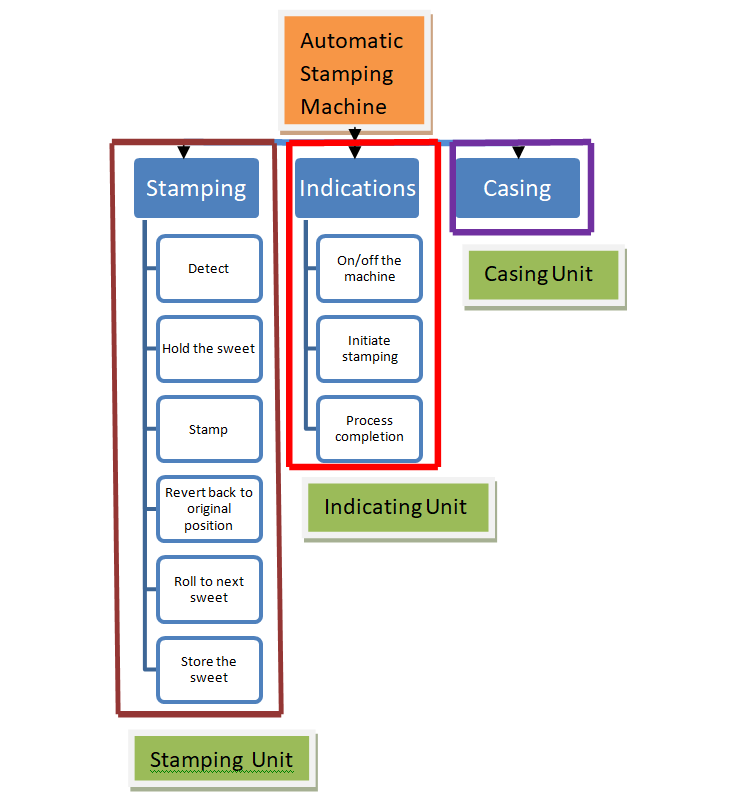 Automatic
Stamping
Machine
Stamping
Detect
Hold the sweet
Stamp
Revert back to
original
position
Roll to next
sweet
Store the
sweet
Stamping Unit
Indications
On/off the
machine
Initiate
stamping
Process
completion
Indicating Unit
Casing
Casing Unit